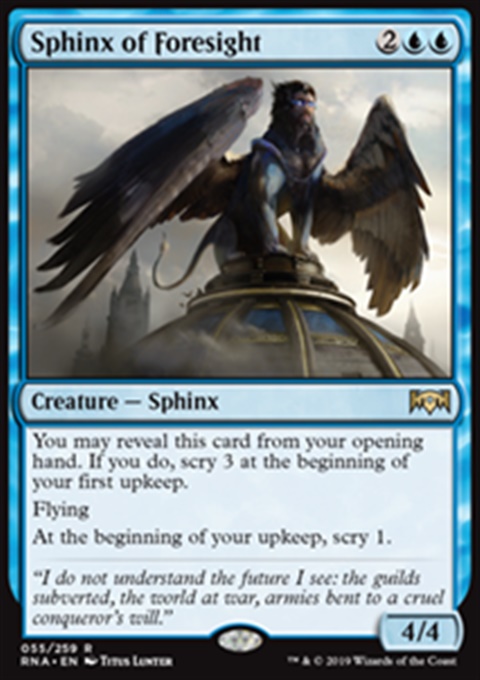 Sphinx of Foresight 2
Creature — Sphinx
You may reveal this card from your opening
hand. If you do, scry 3 at the beginning of
your first upkeep.
Flying
At the beginning of your upkeep, scry 1.
“I do not understand the future I see: the guilds
subverted, the world at war, armies bent to a cruel
conqueror’s will.”
4/4
055/259 R
RNA • EN Titus Lunter ™ & © 2019 Wizards of the Coast